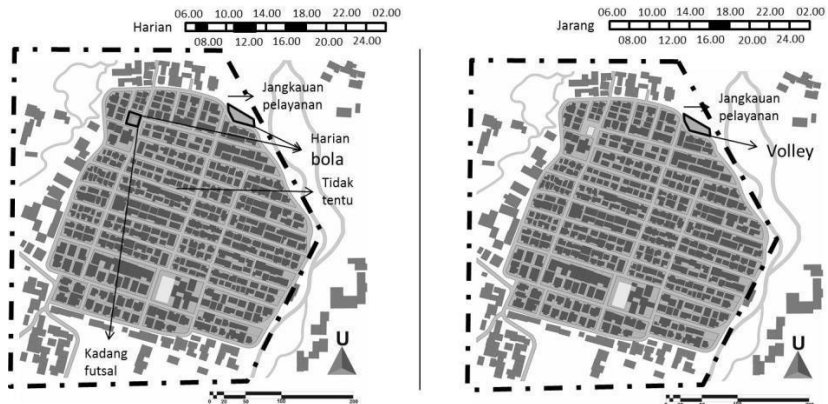 06.00 10.00 14.00 18.00 22.00 02.00
Harian
08.00 12.00 16.00 20.00 24.00
Jangkauan
pelayanan
Harian
bola
Tidak
tentu
Kadang
futsal
U
06.00 10.00 14.00 18.00 22.00 02.00
Jarang
08.00 12.00 16.00 20.00 24.00
Jangkauan
pelayanan
Volley
U